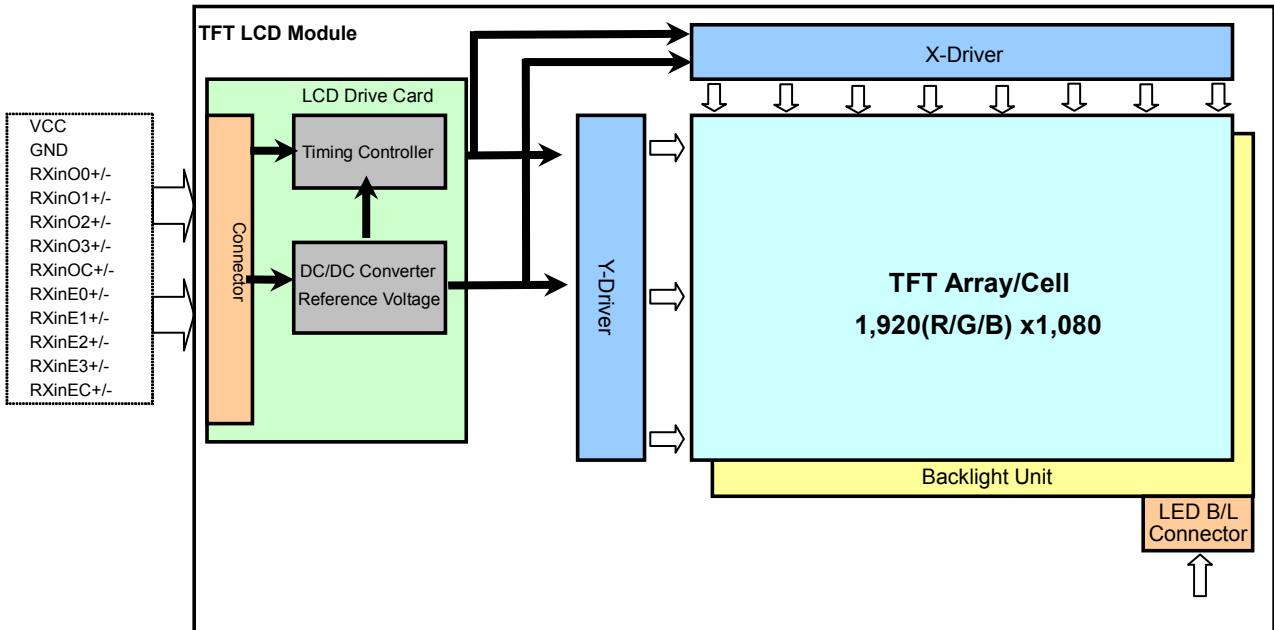 TFT LCD Module
X-Driver
LCD Drive Card
VCC
GND
RXinO0+/-
RXinO1+/-
RXinO2+/-
RXinO3+/-
RXinOC+/-
RXinE0+/-
RXinE1+/-
RXinE2+/-
RXinE3+/-
RXinEC+/-
Connector
Timing Controller
DC/DC Converter
Reference Voltage
Y-Driver
TFT Array/Cell
1,920(R/G/B) x1,080
Backlight Unit
LED B/L
Connector